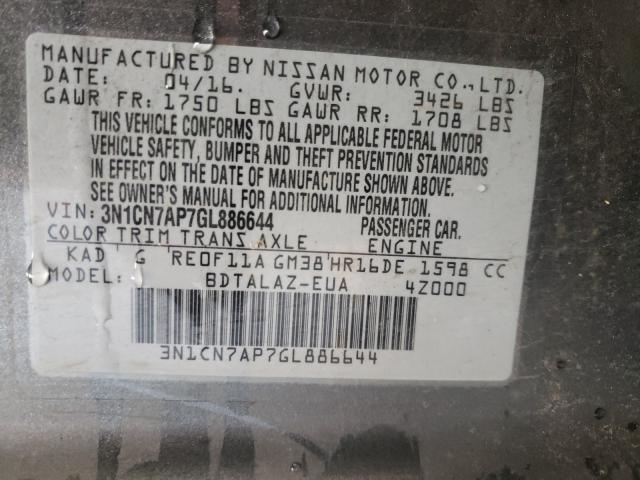 MANUFACTURED BY NISSAN MOTOR CO.,LTD.
DATE: 04/16. GVWR: 3426 LBS
GAWR FR: 1750 LBS GAWR RR: 1708 LBS
THIS VEHICLE CONFORMS TO ALL APPLICABLE FEDERAL MOTOR
VEHICLE SAFETY, BUMPER AND THEFT PREVENTION STANDARDS
IN EFFECT ON THE DATE OF MANUFACTURE SHOWN ABOVE.
SEE OWNER'S MANUAL FOR ADDITIONAL INFORMATION.
VIN: 3N1CN7AP7GL886644 PASSENGER CAR.
COLOR TRIM TRANS AXLE ENGINE
KAD G RE0F11A GM38 HR16DE 1598 CC
MODEL: BDTALAZ-EUA 4Z000
3N1CN7AP7GL886644